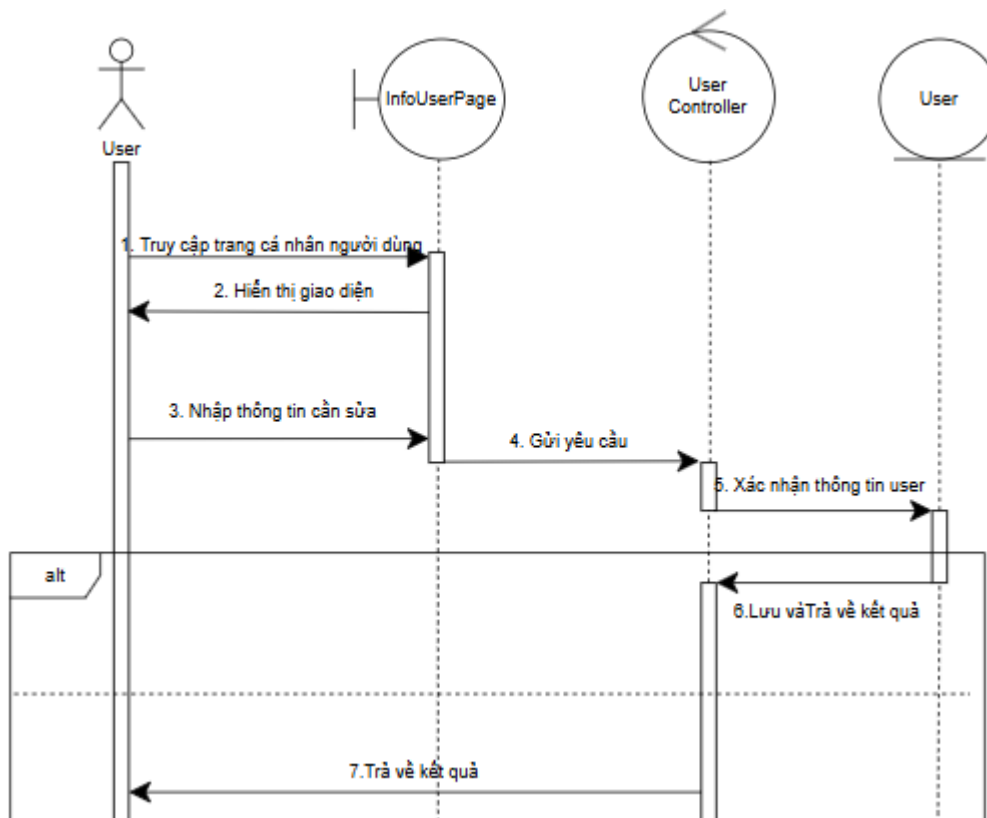 User
InfoUserPage
User
Controller
User
1. Truy cập trang cá nhân người dùng
2. Hiển thị giao diện
3. Nhập thông tin cần sửa
4. Gửi yêu cầu
5. Xác nhận thông tin user
alt
6.Lưu vàTrả về kết quả
7.Trả về kết quả